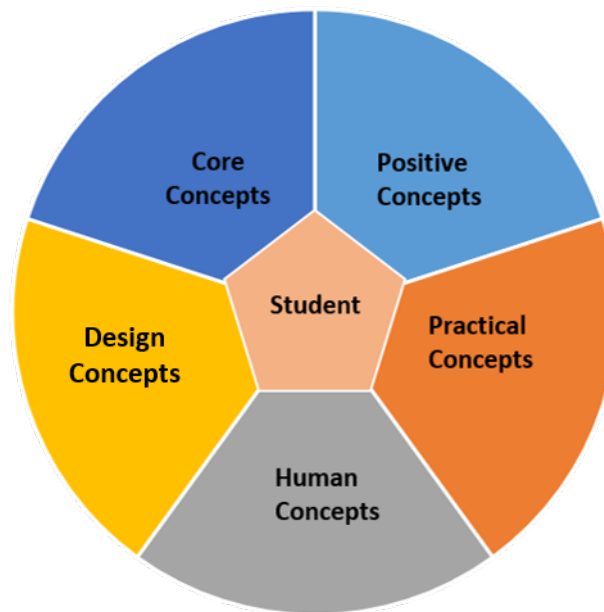 Core
Concepts
Positive
Concepts
Student
Practical
Concepts
Design
Concepts
Human
Concepts